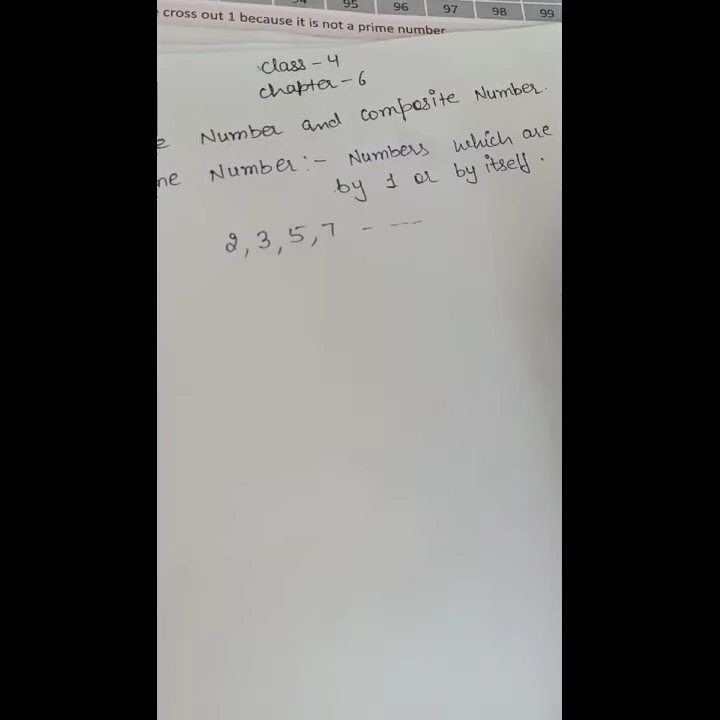 95 96 97 98 99
cross out 1 because it is not a prime number
class-4
chapter-6
e Number and composite Number.
me Number:- Numbers which are
by 1 or by itself.
2, 3, 5, 7 - ---